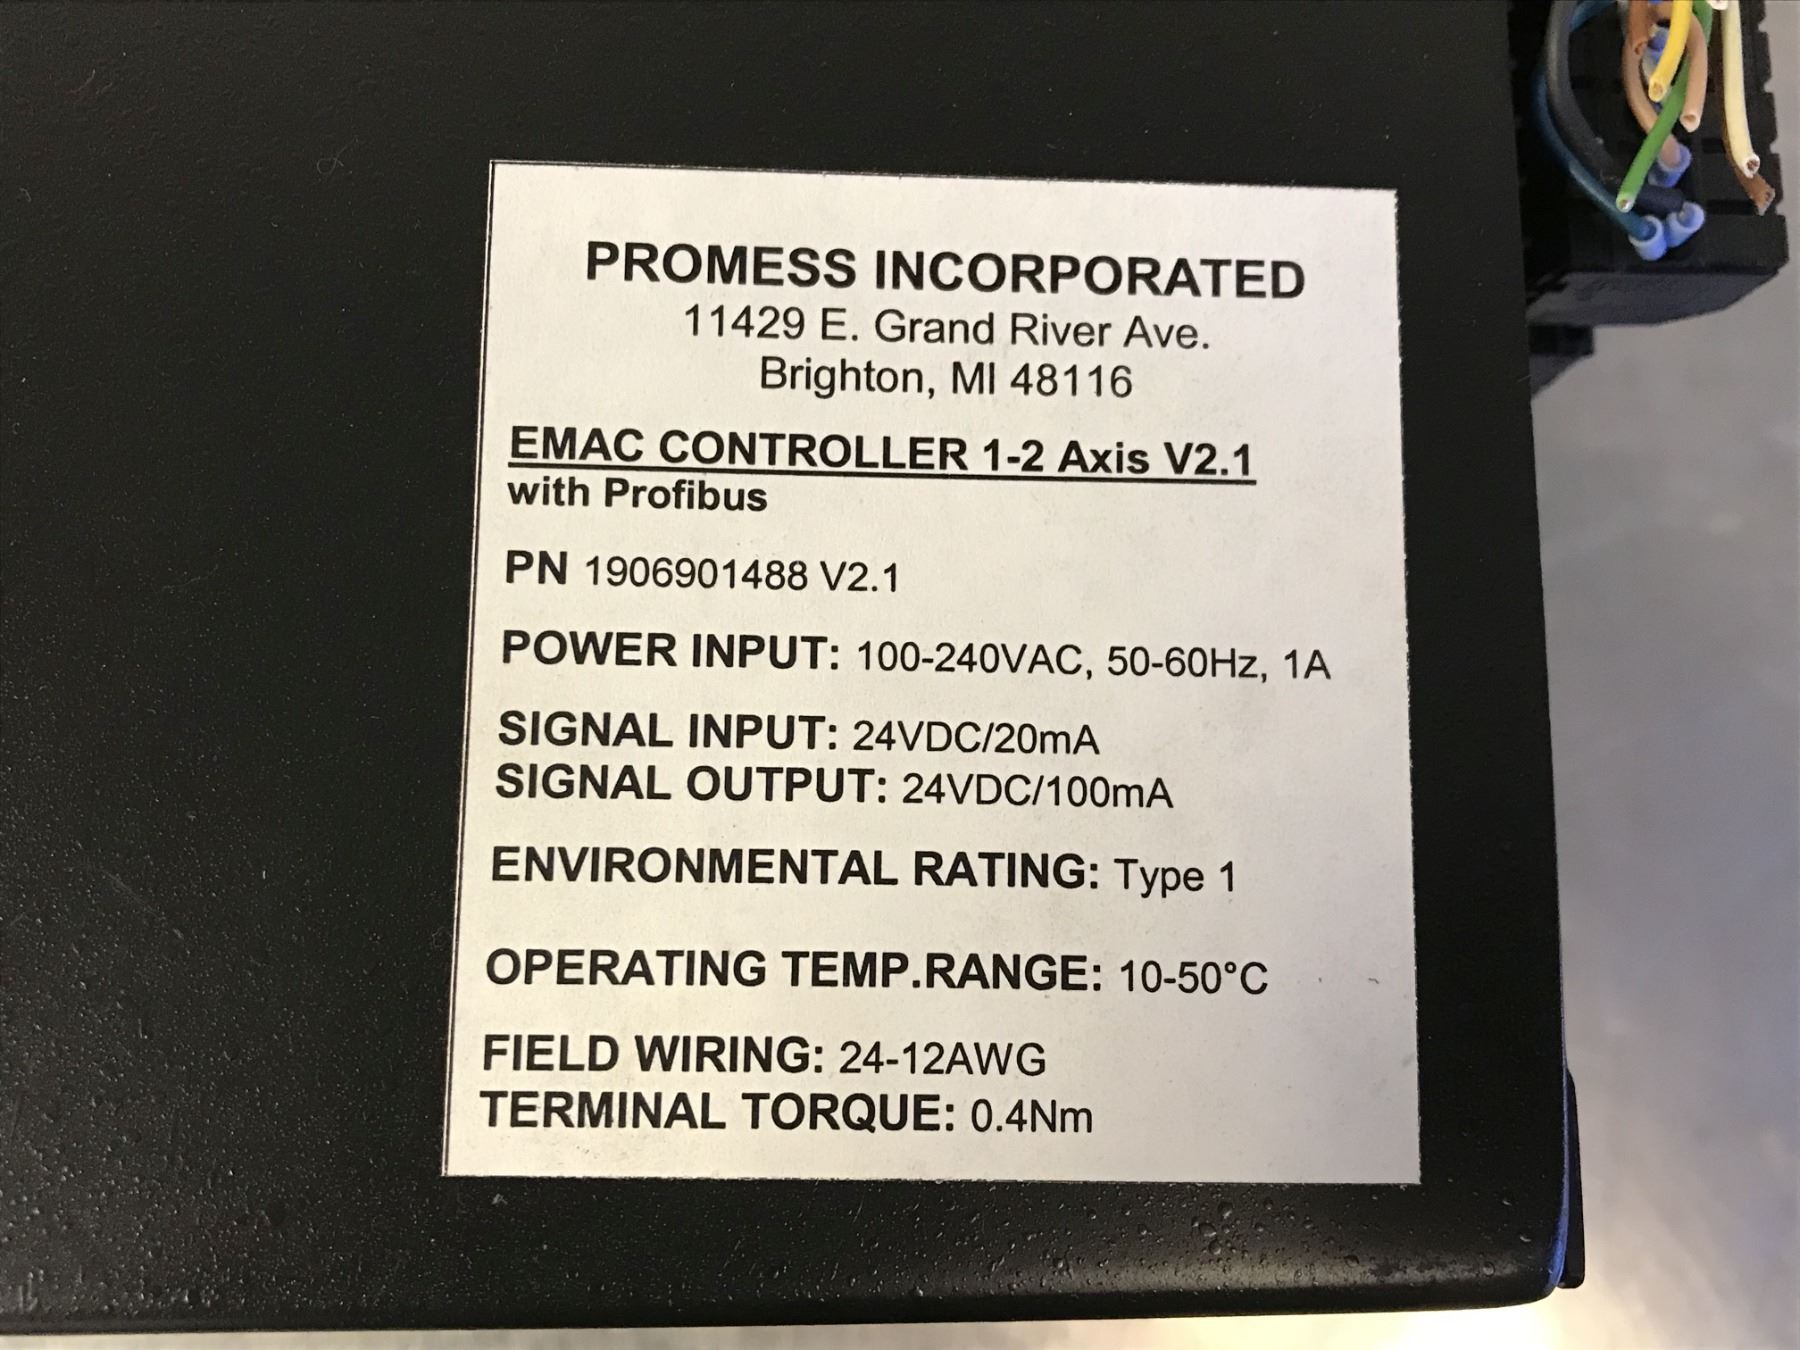 PROMESS INCORPORATED
11429 E. Grand River Ave.
Brighton, MI 48116
EMAC CONTROLLER 1-2 Axis V2.1
with Profibus
PN 1906901488 V2.1
POWER INPUT: 100-240VAC, 50-60Hz, 1A
SIGNAL INPUT: 24VDC/20mA
SIGNAL OUTPUT: 24VDC/100mA
ENVIRONMENTAL RATING: Type 1
OPERATING TEMP.RANGE: 10-50°C
FIELD WIRING: 24-12AWG
TERMINAL TORQUE: 0.4Nm